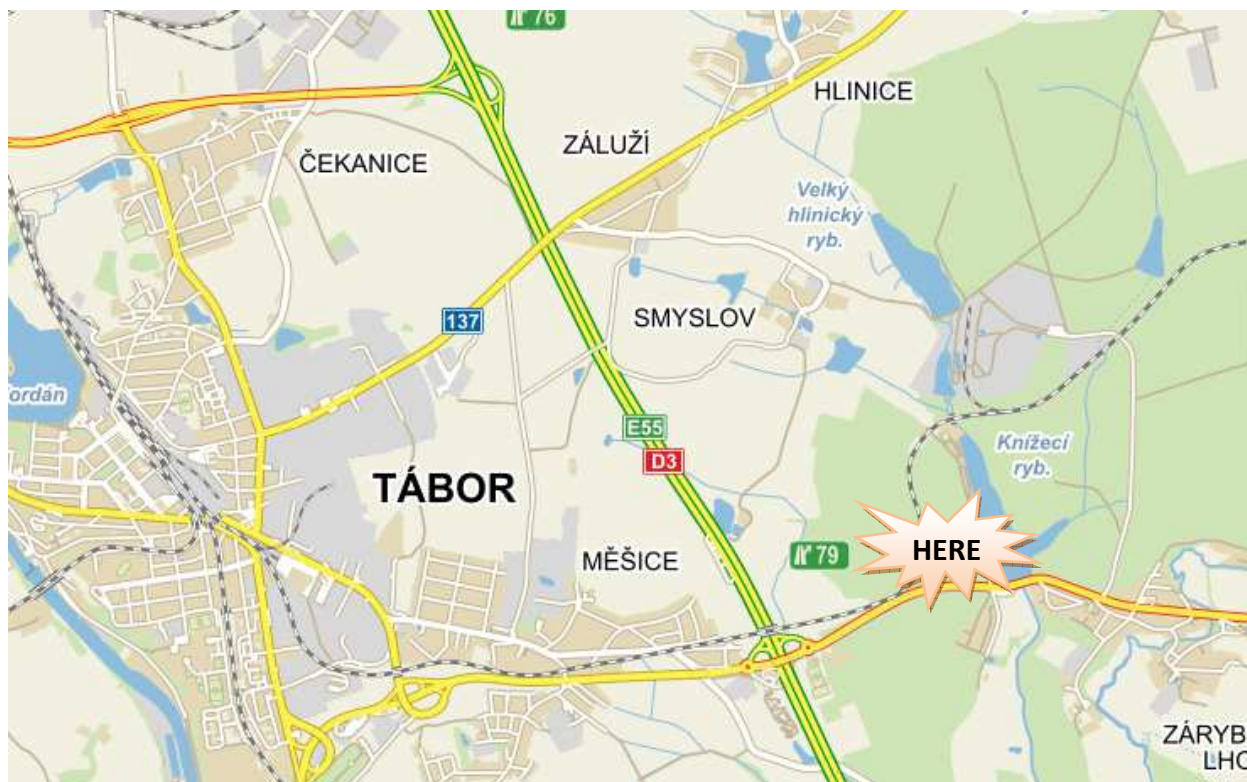 76
HLINICE
ZÁLUŽÍ
ČEKANICE
Velký
hlinický
ryb.
137
SMYSLOV
E55
D3
Knížecí
ryb.
TÁBOR
HERE
79
MĚŠICE
ZÁRYB
LHO